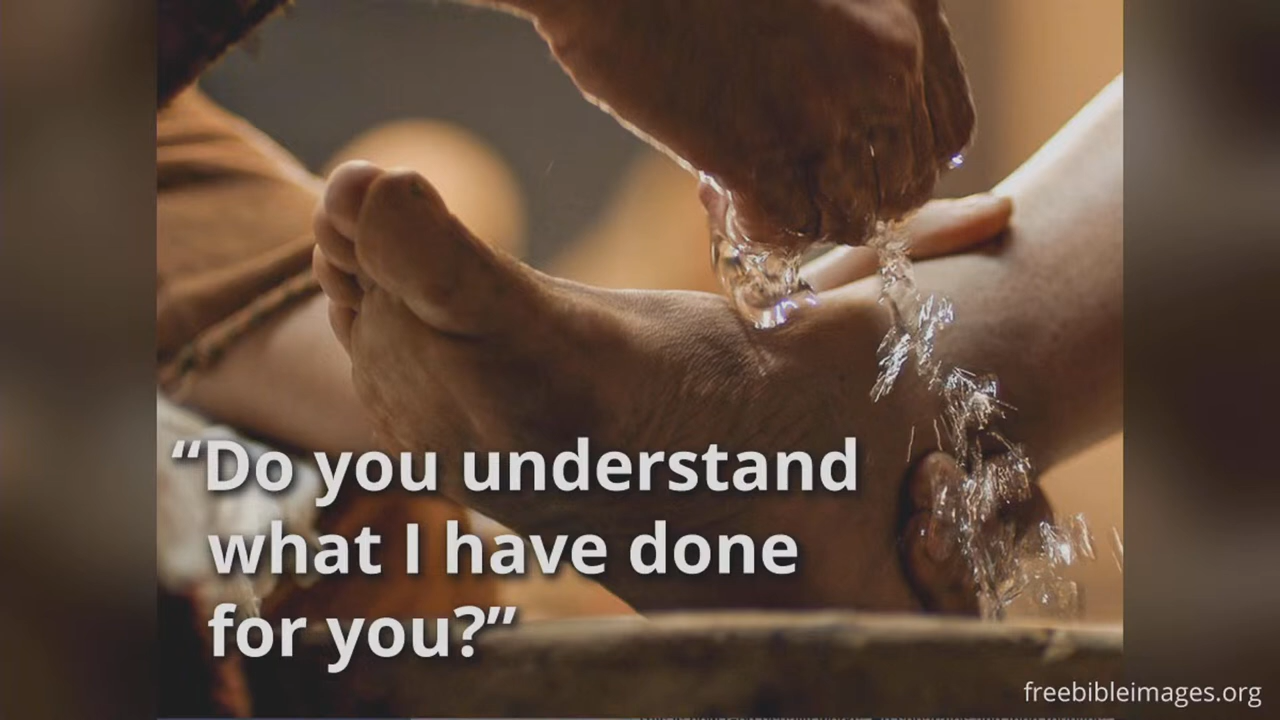 “Do you understand
what I have done
for you?”
freebibleimages.org